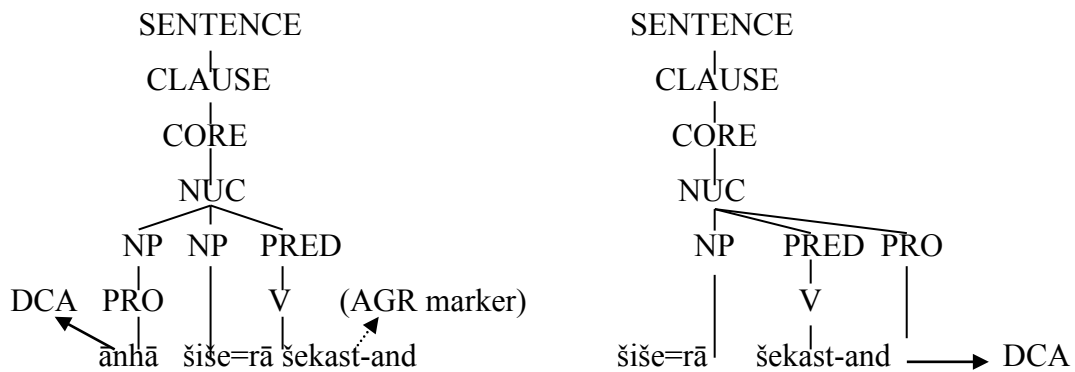 SENTENCE SENTENCE
CLAUSE CLAUSE
CORE CORE
NUC NUC
NP NP PRED NP PRED PRO
DCA PRO V (AGR marker) V
ānhā šiše=rā šekast-and šiše=rā šekast-and DCA